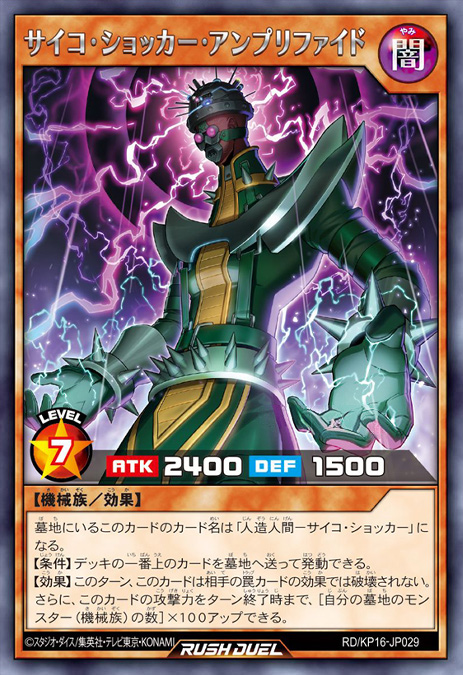 サイコ・ショッカー・アンプリファイド
やみ
闇
LEVEL
7
ATK 2400 DEF 1500
【機械族／効果】
墓地にいるこのカードのカード名は「人造人間－サイコ・ショッカー」に
なる。
【条件】デッキの一番上のカードを墓地へ送って発動できる。
【効果】このターン、このカードは相手の罠カードの効果では破壊されない。
さらに、このカードの攻撃力をターン終了時まで、［自分の墓地のモンス
ター（機械族）の数］×100アップできる。
©スタジオ・ダイス/集英社・テレビ東京・KONAMI
RUSH DUEL
RD/KP16-JP029